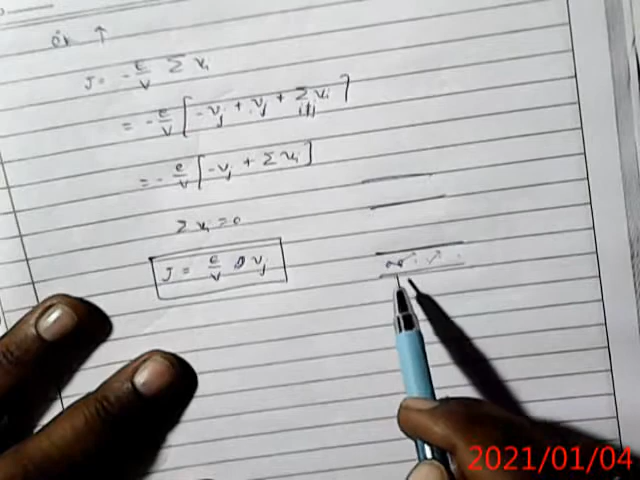 J = -e/V Σ vᵢ
= -e/V [ -vⱼ + vⱼ + Σ vᵢ ]
i≠j
= -e/V [ -vⱼ + Σ vᵢ ]
Σ vᵢ = 0
J = e/V vⱼ
2021/01/04